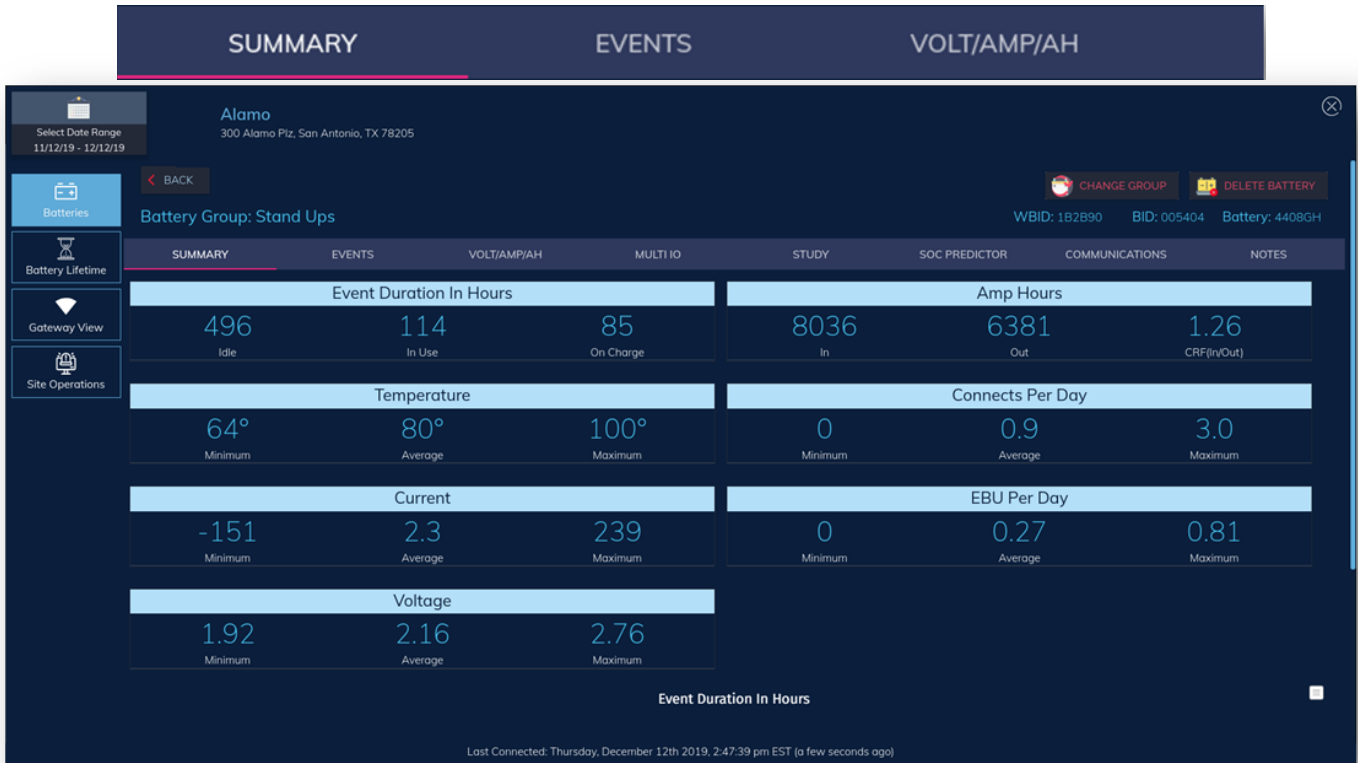 SUMMARY EVENTS VOLT/AMP/AH
Select Date Range
11/12/19 - 12/12/19
Alamo
300 Alamo Plz, San Antonio, TX 78205
Batteries
Battery Lifetime
Gateway View
Site Operations
BACK
CHANGE GROUP DELETE BATTERY
Battery Group: Stand Ups
WBID: 1B2B90 BID: 005404 Battery: 4408GH
SUMMARY EVENTS VOLT/AMP/AH MULTI IO STUDY SOC PREDICTOR COMMUNICATIONS NOTES
Event Duration In Hours
496 114 85
Idle In Use On Charge
Amp Hours
8036 6381 1.26
In Out CRF(In/Out)
Temperature
64° 80° 100°
Minimum Average Maximum
Connects Per Day
0 0.9 3.0
Minimum Average Maximum
Current
-151 2.3 239
Minimum Average Maximum
EBU Per Day
0 0.27 0.81
Minimum Average Maximum
Voltage
1.92 2.16 2.76
Minimum Average Maximum
Event Duration In Hours
Last Connected: Thursday, December 12th 2019, 2:47:39 pm EST (a few seconds ago)